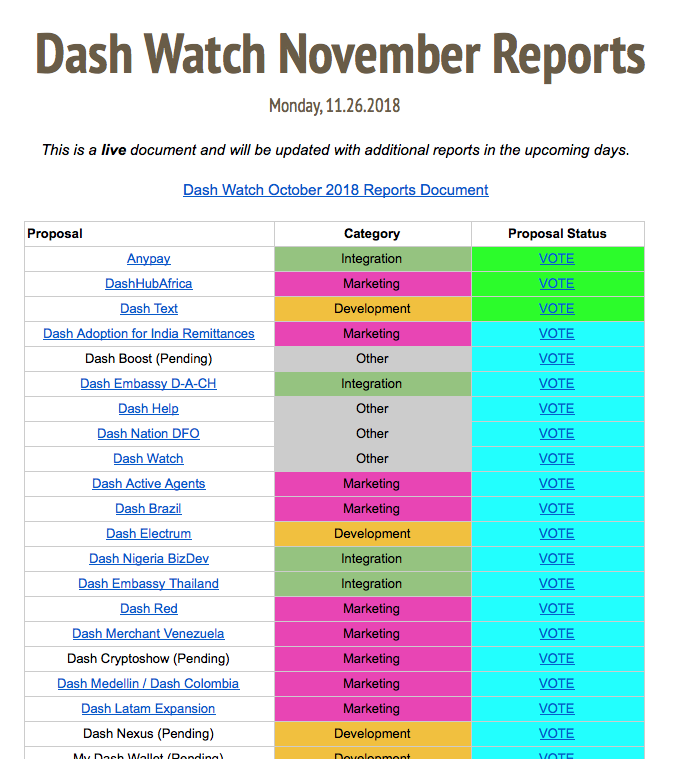 Dash Watch November Reports
Monday, 11.26.2018
This is a live document and will be updated with additional reports in the upcoming days.
Dash Watch October 2018 Reports Document
Proposal Category Proposal Status
Anypay Integration VOTE
DashHubAfrica Marketing VOTE
Dash Text Development VOTE
Dash Adoption for India Remittances Marketing VOTE
Dash Boost (Pending) Other VOTE
Dash Embassy D-A-CH Integration VOTE
Dash Help Other VOTE
Dash Nation DFO Other VOTE
Dash Watch Other VOTE
Dash Active Agents Marketing VOTE
Dash Brazil Marketing VOTE
Dash Electrum Development VOTE
Dash Nigeria BizDev Integration VOTE
Dash Embassy Thailand Integration VOTE
Dash Red Marketing VOTE
Dash Merchant Venezuela Marketing VOTE
Dash Cryptoshow (Pending) Marketing VOTE
Dash Medellin / Dash Colombia Marketing VOTE
Dash Latam Expansion Marketing VOTE
Dash Nexus (Pending) Development VOTE
My Dash Wallet (Pending) Development VOTE